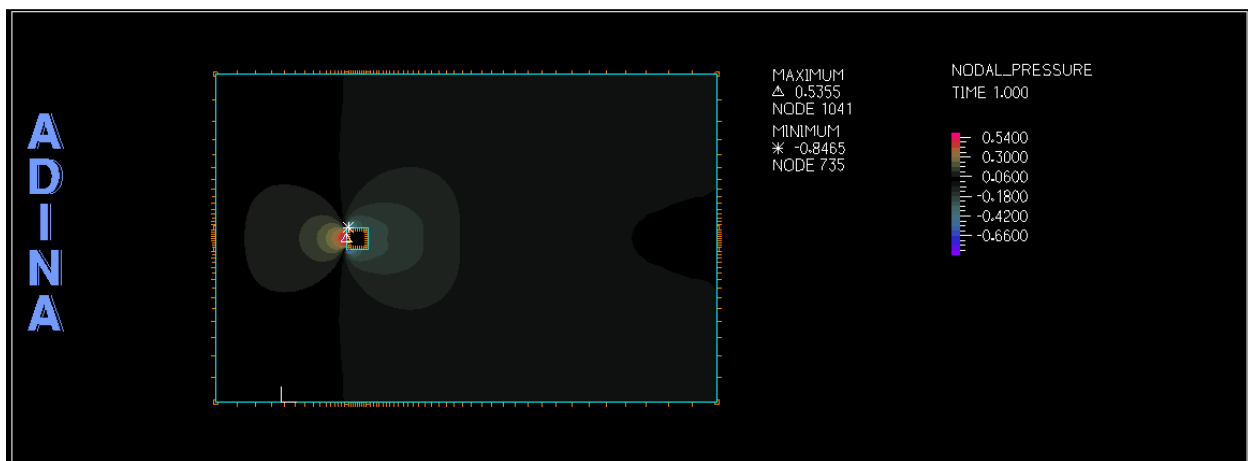 ADINA
MAXIMUM
△ 0.5355
NODE 1041
MINIMUM
✳ -0.8465
NODE 735
NODAL_PRESSURE
TIME 1.000
0.5400
0.3000
0.0600
-0.1800
-0.4200
-0.6600